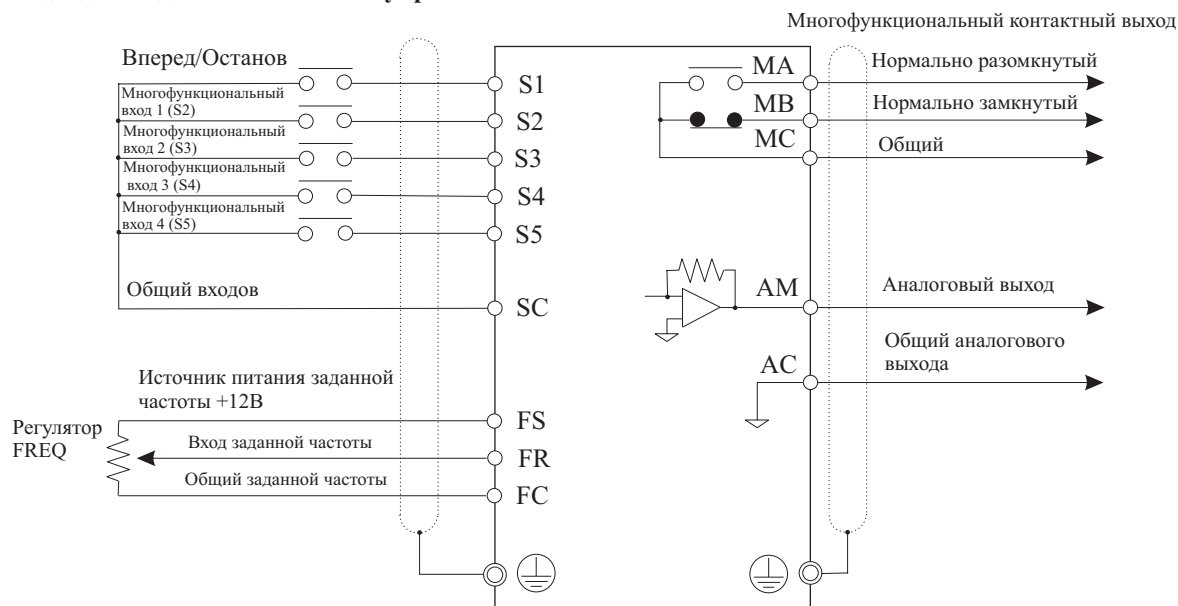 Многофункциональный контактный выход
Вперед/Останов
S1
Многофункциональный
вход 1 (S2)
S2
Многофункциональный
вход 2 (S3)
S3
Многофункциональный
вход 3 (S4)
S4
Многофункциональный
вход 4 (S5)
S5
Общий входов
SC
Источник питания заданной
частоты +12В
FS
Регулятор
FREQ
Вход заданной частоты
FR
Общий заданной частоты
FC
MA
Нормально разомкнутый
MB
Нормально замкнутый
MC
Общий
AM
Аналоговый выход
AC
Общий аналогового
выхода